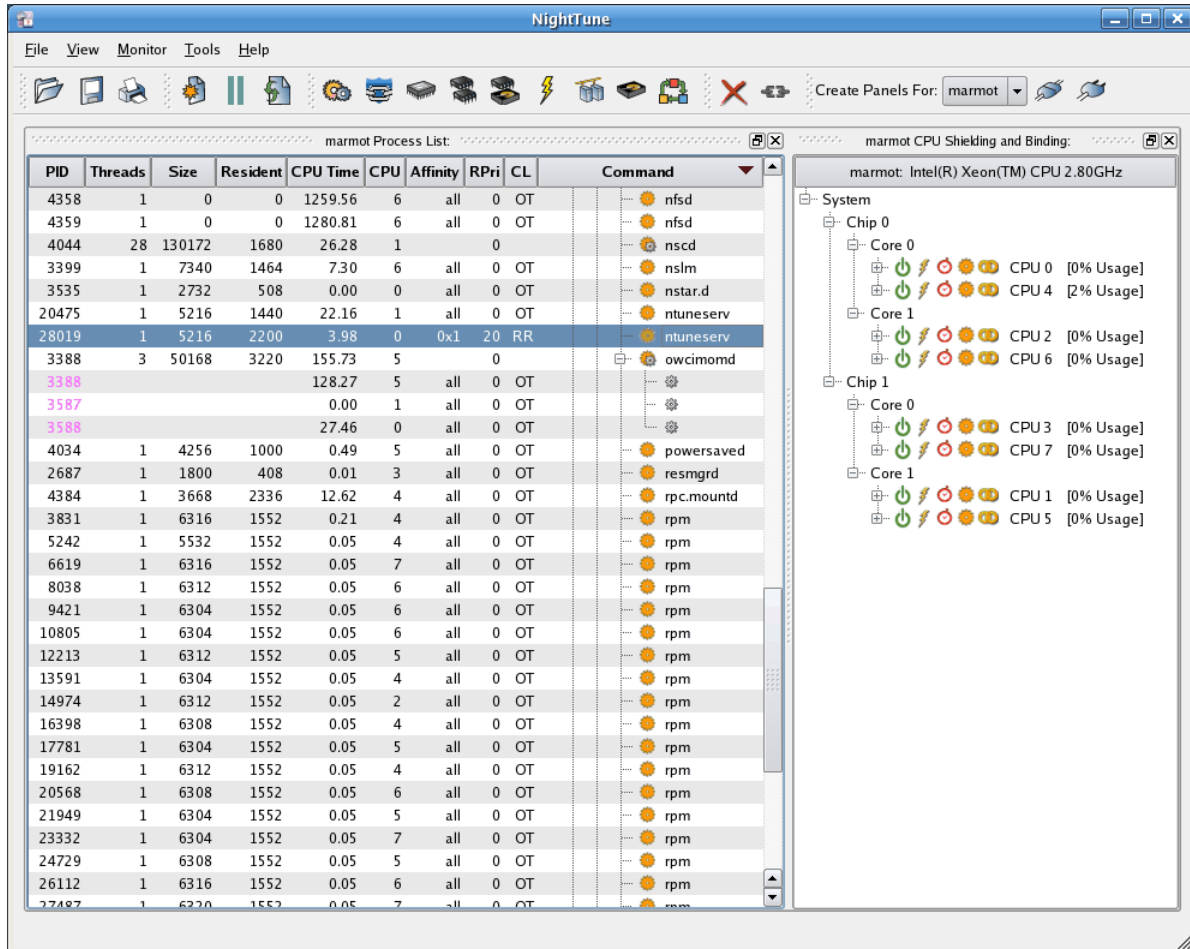 NightTune
File View Monitor Tools Help
Create Panels For: marmot
marmot Process List:
PID Threads Size Resident CPU Time CPU Affinity RPri CL Command
4358 1 0 0 1259.56 6 all 0 OT nfsd
4359 1 0 0 1280.81 6 all 0 OT nfsd
4044 28 130172 1680 26.28 1 0 nscd
3399 1 7340 1464 7.30 6 all 0 OT nslm
3535 1 2732 508 0.00 0 all 0 OT nstar.d
20475 1 5216 1440 22.16 1 all 0 OT ntuneserv
28019 1 5216 2200 3.98 0 0x1 20 RR ntuneserv
3388 3 50168 3220 155.73 5 0 owcimomd
3388 128.27 5 all 0 OT
3587 0.00 1 all 0 OT
3588 27.46 0 all 0 OT
4034 1 4256 1000 0.49 5 all 0 OT powersaved
2687 1 1800 408 0.01 3 all 0 OT resmgrd
4384 1 3668 2336 12.62 4 all 0 OT rpc.mountd
3831 1 6316 1552 0.21 4 all 0 OT rpm
5242 1 5532 1552 0.05 4 all 0 OT rpm
6619 1 6316 1552 0.05 7 all 0 OT rpm
8038 1 6312 1552 0.05 6 all 0 OT rpm
9421 1 6304 1552 0.05 6 all 0 OT rpm
10805 1 6304 1552 0.05 6 all 0 OT rpm
12213 1 6312 1552 0.05 5 all 0 OT rpm
13591 1 6304 1552 0.05 4 all 0 OT rpm
14974 1 6312 1552 0.05 2 all 0 OT rpm
16398 1 6308 1552 0.05 4 all 0 OT rpm
17781 1 6304 1552 0.05 5 all 0 OT rpm
19162 1 6312 1552 0.05 4 all 0 OT rpm
20568 1 6308 1552 0.05 6 all 0 OT rpm
21949 1 6304 1552 0.05 5 all 0 OT rpm
23332 1 6304 1552 0.05 7 all 0 OT rpm
24729 1 6308 1552 0.05 5 all 0 OT rpm
26112 1 6316 1552 0.05 6 all 0 OT rpm
27487 1 6320 1552 0.05 7 all 0 OT rpm
marmot CPU Shielding and Binding:
marmot: Intel(R) Xeon(TM) CPU 2.80GHz
System
Chip 0
Core 0
CPU 0 [0% Usage]
CPU 4 [2% Usage]
Core 1
CPU 2 [0% Usage]
CPU 6 [0% Usage]
Chip 1
Core 0
CPU 3 [0% Usage]
CPU 7 [0% Usage]
Core 1
CPU 1 [0% Usage]
CPU 5 [0% Usage]